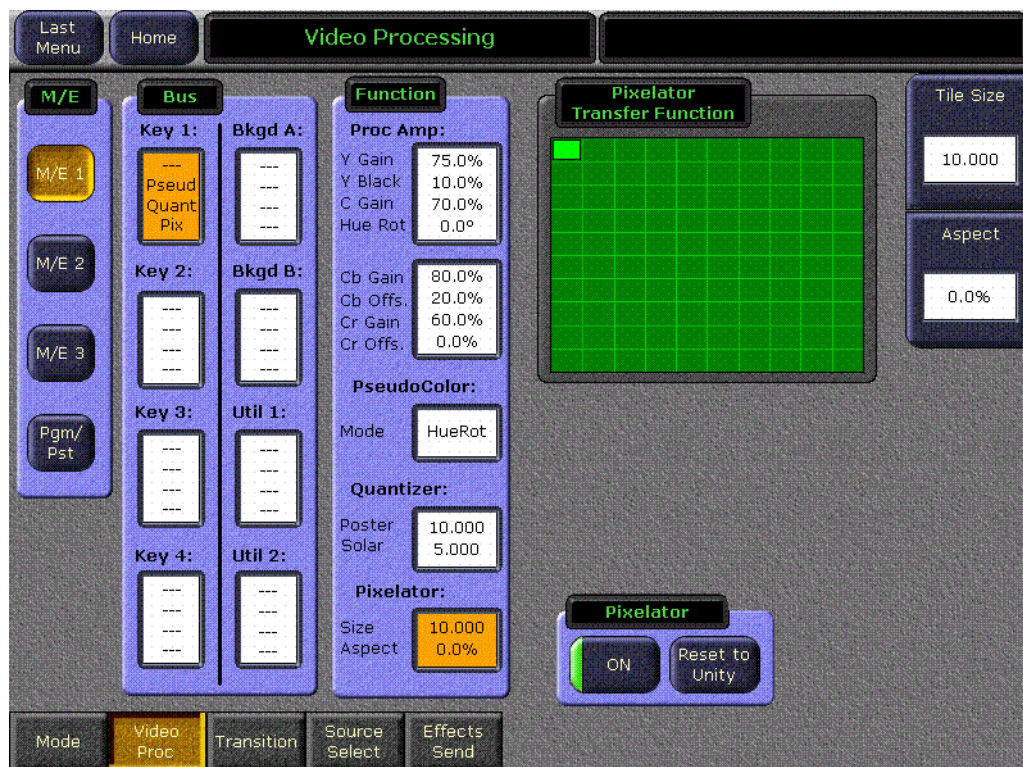 Last
Menu
Home
Video Processing
M/E
M/E 1
M/E 2
M/E 3
Pgm/
Pst
Bus
Key 1:
---
Pseud
Quant
Pix
Bkgd A:
---
---
---
---
Key 2:
---
---
---
---
Bkgd B:
---
---
---
---
Key 3:
---
---
---
---
Util 1:
---
---
---
---
Key 4:
---
---
---
---
Util 2:
---
---
---
---
Function
Proc Amp:
Y Gain 75.0%
Y Black 10.0%
C Gain 70.0%
Hue Rot 0.0°
Cb Gain 80.0%
Cb Offs. 20.0%
Cr Gain 60.0%
Cr Offs. 0.0%
PseudoColor:
Mode HueRot
Quantizer:
Poster 10.000
Solar 5.000
Pixelator:
Size 10.000
Aspect 0.0%
Pixelator
Transfer Function
Pixelator
ON
Reset to
Unity
Tile Size
10.000
Aspect
0.0%
Mode
Video
Proc
Transition
Source
Select
Effects
Send